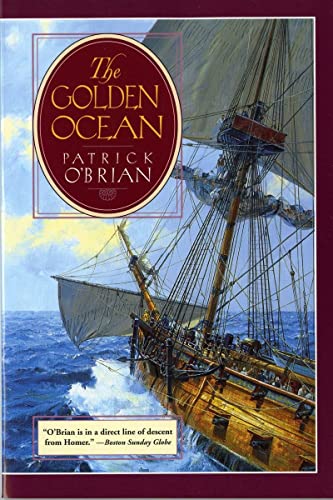 The
GOLDEN
OCEAN
PATRICK
O'BRIAN
"O'Brian is in a direct line of descent
from Homer." —Boston Sunday Globe